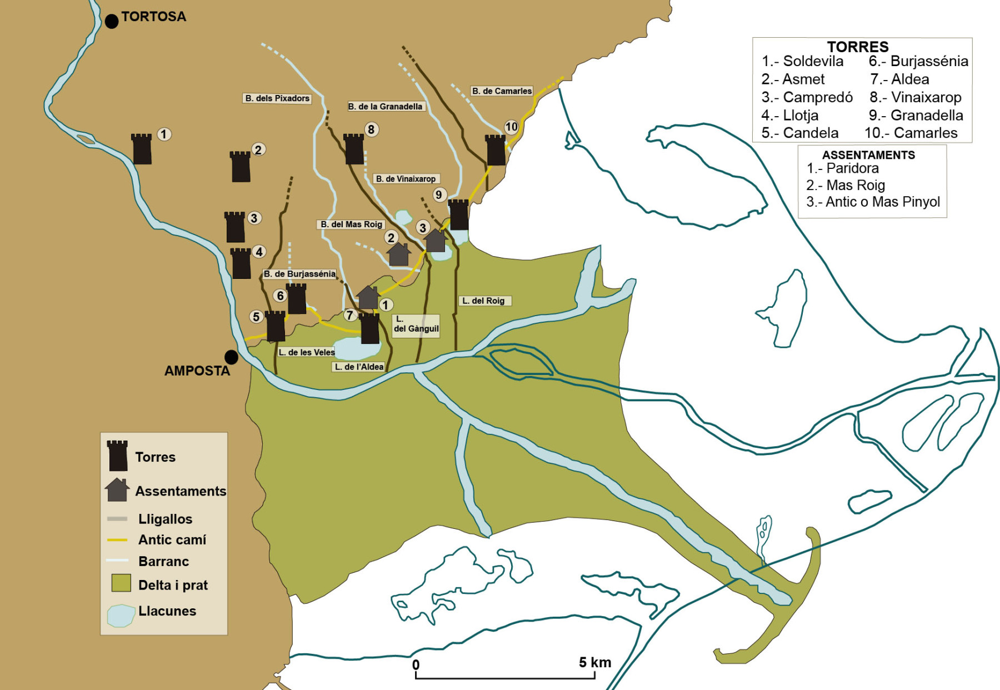 TORTOSA
TORRES
1.- Soldevila 6.- Burjassénia
2.- Asmet 7.- Aldea
3.- Campredó 8.- Vinaixarop
4.- Llotja 9.- Granadella
5.- Candela 10.- Camarles
ASSENTAMENTS
1.- Paridora
2.- Mas Roig
3.- Antic o Mas Pinyol
B. dels Pixadors
B. de la Granadella
B. de Camarles
1
2
8
10
B. de Vinaixarop
9
3
B. del Mas Roig
3
2
4
B. de Burjassénia
6
L. del Roig
1
5
7
L.
del Gànguil
L. de les Veles
L. de l'Aldea
AMPOSTA
Torres
Assentaments
Lligallos
Antic camí
Barranc
Delta i prat
Llacunes
0 5 km